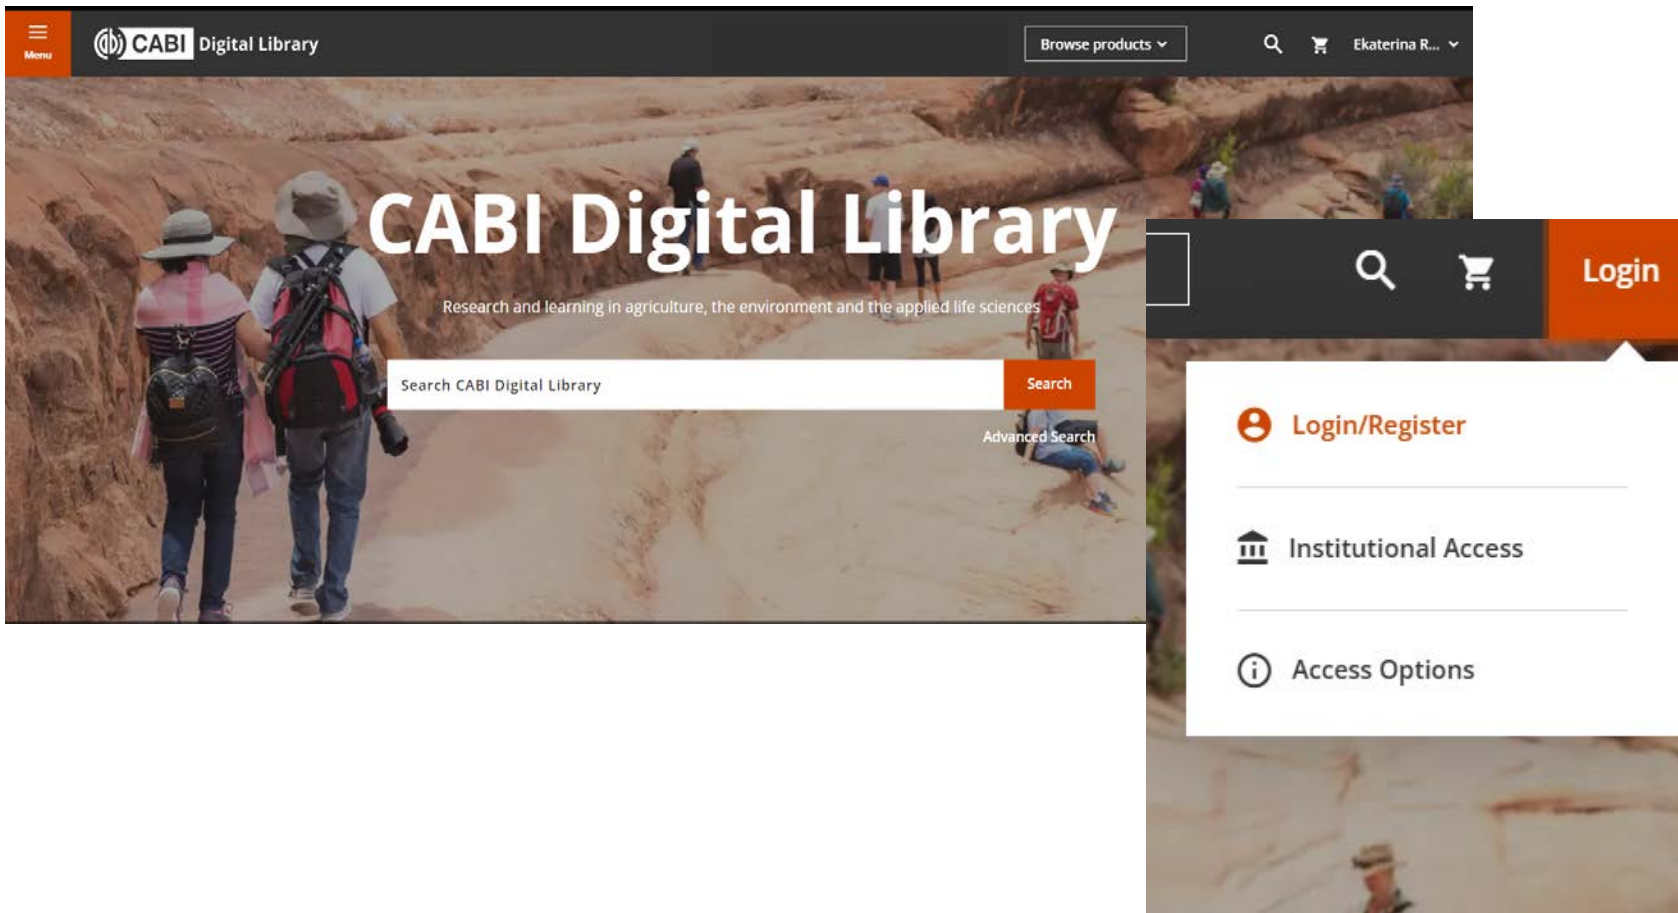 Menu
CABI Digital Library
Browse products
Ekaterina R...
CABI Digital Library
Research and learning in agriculture, the environment and the applied life sciences
Search CABI Digital Library
Search
Advanced Search
Login
Login/Register
Institutional Access
Access Options